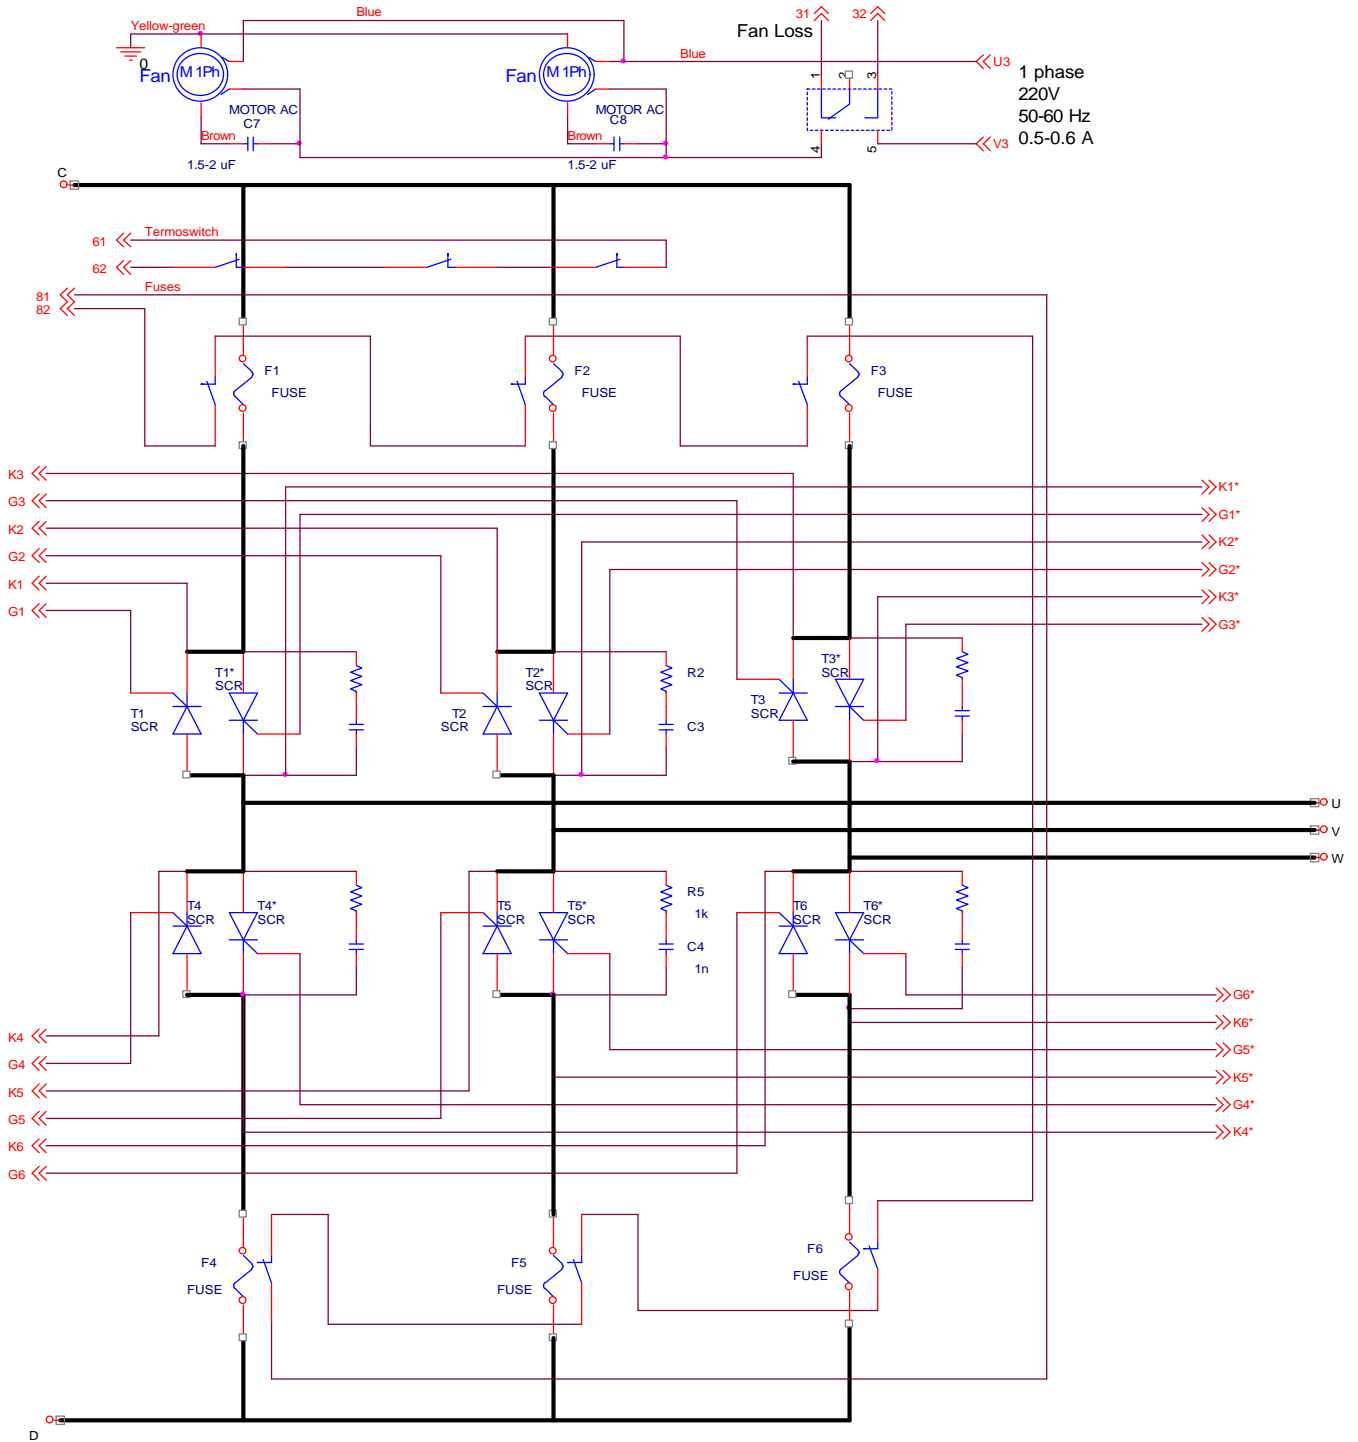 Blue
31
32
Yellow-green
Fan Loss
Blue
U3
0
Fan
M 1Ph
Fan
M 1Ph
1
2
3
1 phase
220V
50-60 Hz
0.5-0.6 A
MOTOR AC
C7
MOTOR AC
C8
Brown
Brown
4
5
V3
1.5-2 uF
1.5-2 uF
C
61
Termoswitch
62
81
Fuses
82
F1
FUSE
F2
FUSE
F3
FUSE
K3
K1*
G3
G1*
K2
K2*
G2
G2*
K1
K3*
G1
G3*
T1*
SCR
T2*
SCR
R2
T3*
SCR
T1
SCR
T2
SCR
C3
T3
SCR
U
V
W
T4
SCR
T4*
SCR
T5
SCR
T5*
SCR
R5
1k
C4
1n
T6
SCR
T6*
SCR
G6*
K4
K6*
G4
G5*
K5
K5*
G5
G4*
K6
K4*
G6
F4
FUSE
F5
FUSE
F6
FUSE
D